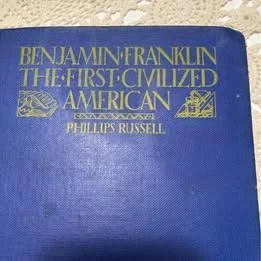 BENJAMIN·FRANKLIN
THE·FIRST·CIVILIZED
AMERICAN
PHILLIPS RUSSELL